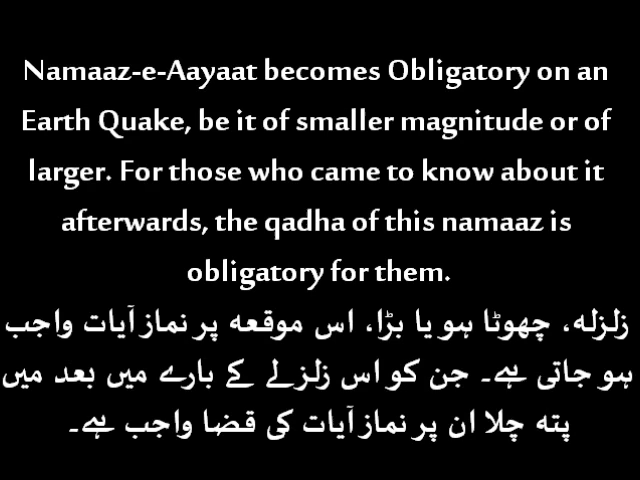 Namaaz-e-Aayaat becomes Obligatory on an
Earth Quake, be it of smaller magnitude or of
larger. For those who came to know about it
afterwards, the qadha of this namaaz is
obligatory for them.
زلزلہ، چھوٹا ہو یا بڑا، اس موقعہ پر نماز آیات واجب
ہو جاتی ہے۔ جن کو اس زلزلے کے بارے میں بعد میں
پتہ چلا ان پر نماز آیات کی قضا واجب ہے۔